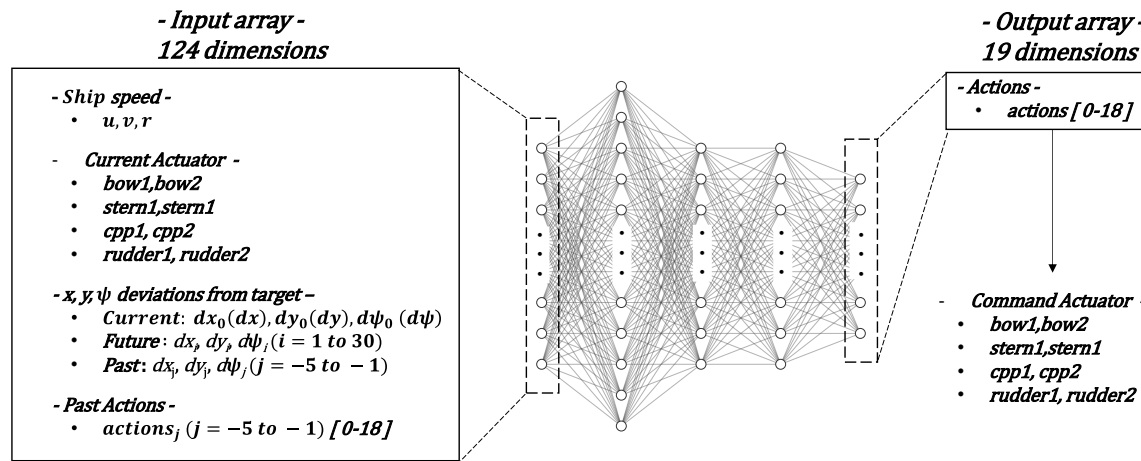 - Input array -
124 dimensions
- Ship speed -
• u, v, r
- Current Actuator -
• bow1,bow2
• stern1,stern1
• cpp1, cpp2
• rudder1, rudder2
- x, y, ψ deviations from target –
• Current: dx₀(dx), dy₀(dy), dψ₀ (dψ)
• Future : dxᵢ, dyᵢ, dψᵢ(i = 1 to 30)
• Past: dxⱼ, dyⱼ, dψⱼ(j = −5 to − 1)
- Past Actions -
• actionsⱼ (j = −5 to − 1) [0-18]
- Output array -
19 dimensions
- Actions -
• actions [ 0-18]
- Command Actuator -
• bow1,bow2
• stern1,stern1
• cpp1, cpp2
• rudder1, rudder2